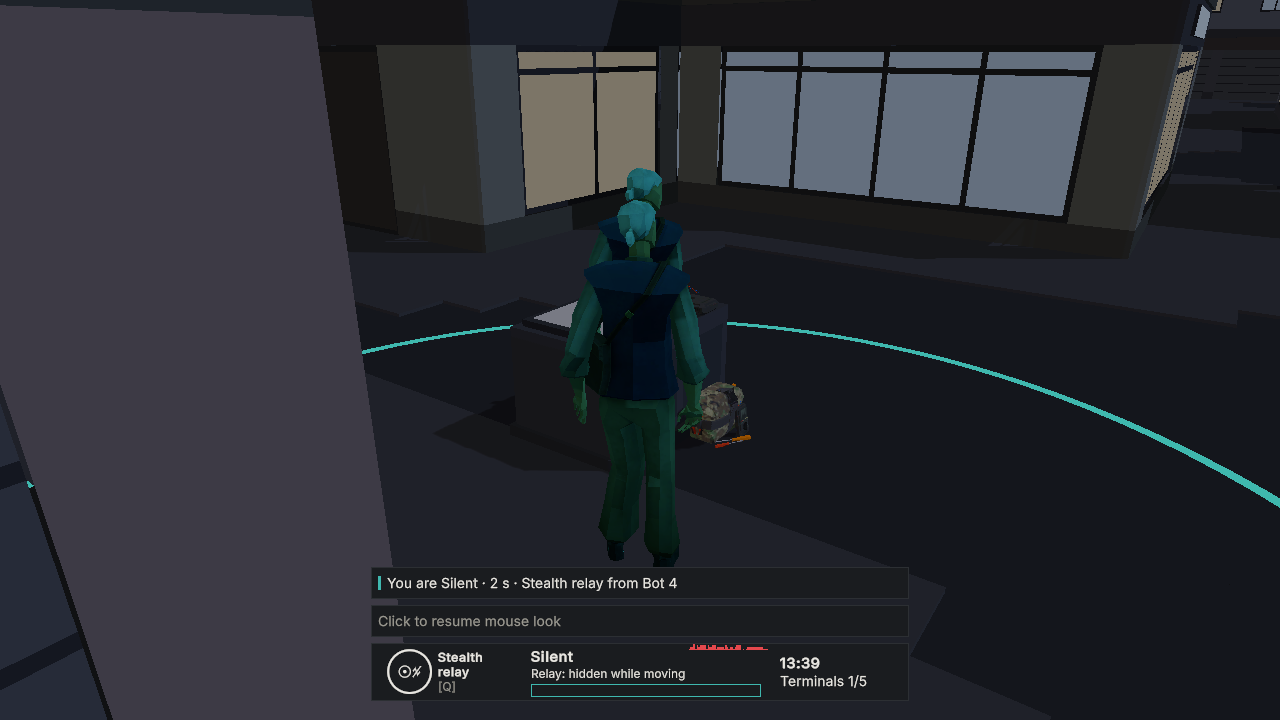 You are Silent · 2 s · Stealth relay from Bot 4
Click to resume mouse look
Stealth relay
[Q]
Silent
Relay: hidden while moving
13:39
Terminals 1/5